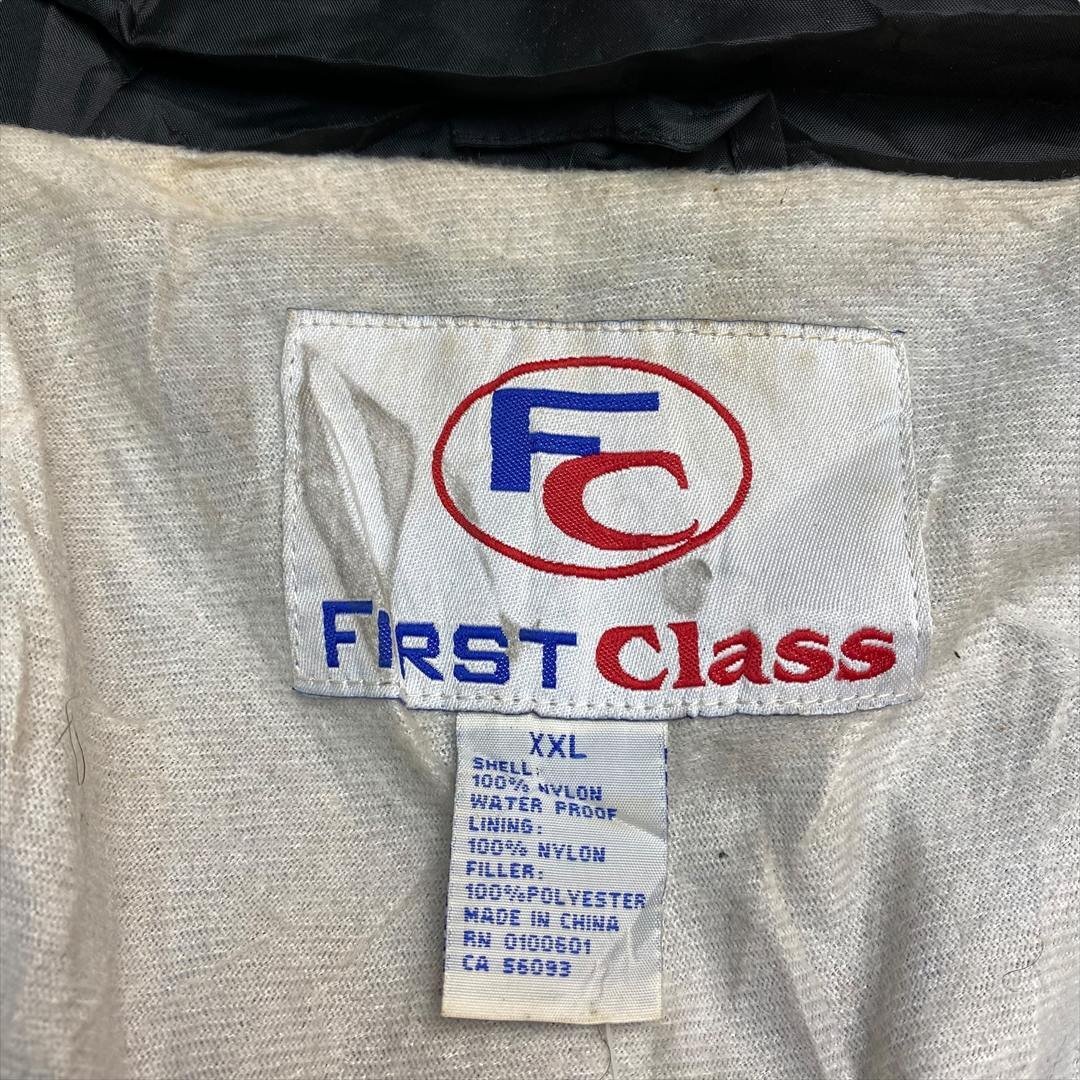 FC
FIRST Class
XXL
SHELL:
100% NYLON
WATER PROOF
LINING:
100% NYLON
FILLER:
100%POLYESTER
MADE IN CHINA
RN 0100601
CA 56093